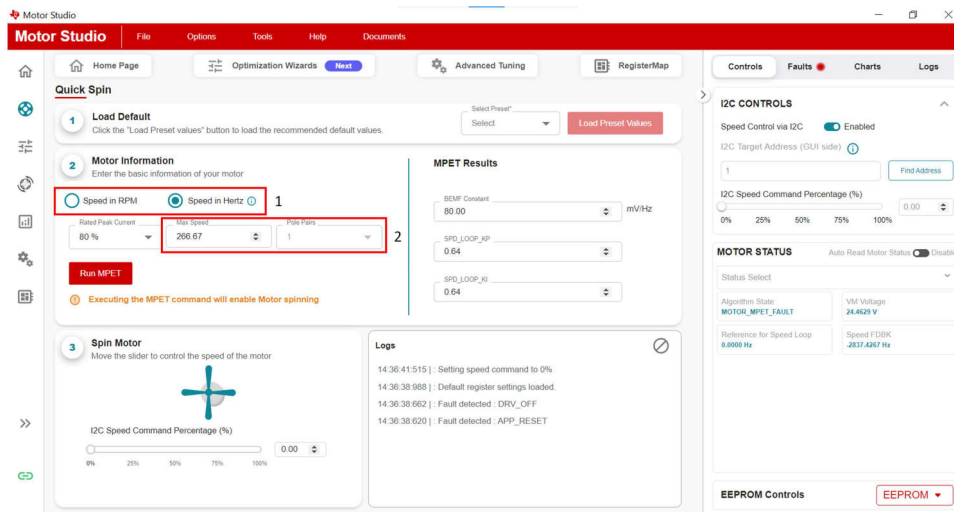 Motor Studio
Motor Studio File Options Tools Help Documents
Home Page Optimization Wizards Next Advanced Tuning RegisterMap
Controls Faults Charts Logs
Quick Spin
1 Load Default
Click the "Load Preset values" button to load the recommended default values.
Select Preset*
Select
Load Preset Values
2 Motor Information
Enter the basic information of your motor
Speed in RPM Speed in Hertz 1
Rated Peak Current
80 %
Max Speed
266.67
Pole Pairs
1
2
Run MPET
Executing the MPET command will enable Motor spinning
MPET Results
BEMF Constant
80.00 mV/Hz
SPD_LOOP_KP
0.64
SPD_LOOP_KI
0.64
3 Spin Motor
Move the slider to control the speed of the motor
I2C Speed Command Percentage (%)
0.00
0% 25% 50% 75% 100%
Logs
14:36:41:515 | : Setting speed command to 0%
14:36:38:988 | : Default register settings loaded.
14:36:38:662 | : Fault detected : DRV_OFF
14:36:38:620 | : Fault detected : APP_RESET
I2C CONTROLS
Speed Control via I2C Enabled
I2C Target Address (GUI side)
1
Find Address
I2C Speed Command Percentage (%)
0.00
0% 25% 50% 75% 100%
MOTOR STATUS Auto Read Motor Status Disable
Status Select
Algorithm State
MOTOR_MPET_FAULT
VM Voltage
24.4629 V
Reference for Speed Loop
0.0000 Hz
Speed FDBK
-2837.4267 Hz
EEPROM Controls EEPROM